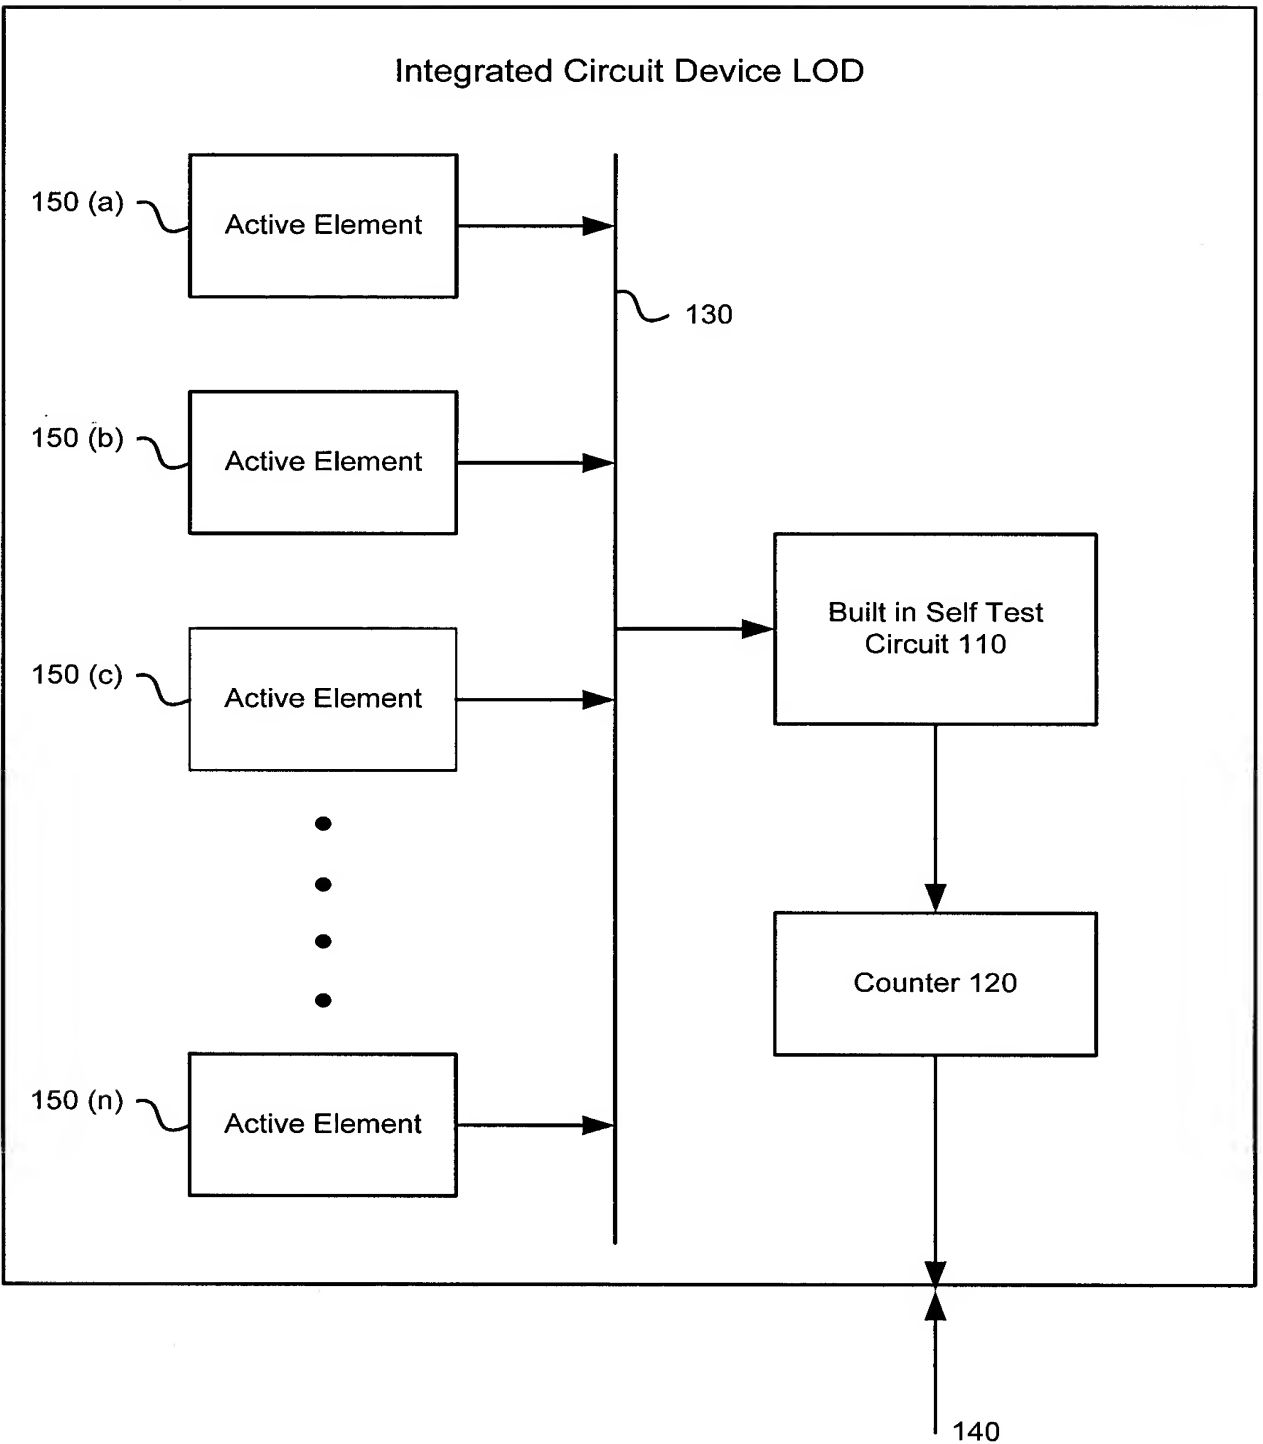 Integrated Circuit Device LOD
150 (a)
Active Element
130
150 (b)
Active Element
Built in Self Test
Circuit 110
150 (c)
Active Element
Counter 120
150 (n)
Active Element
140